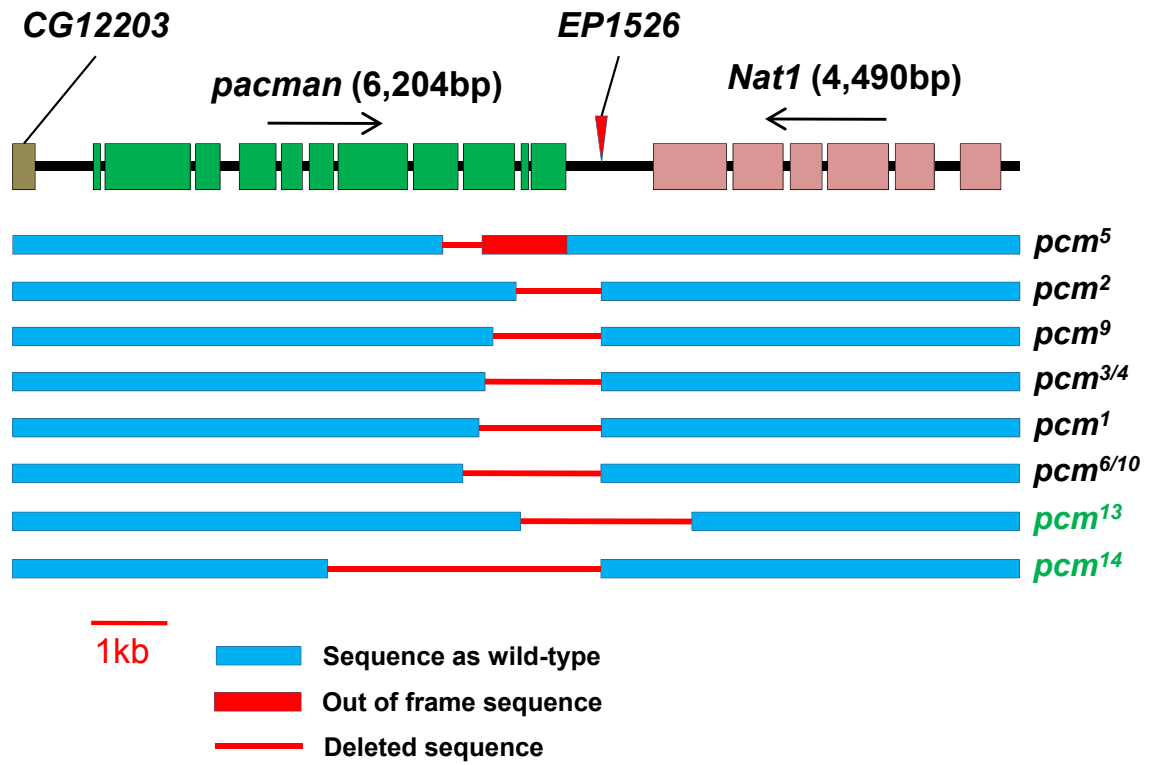 CG12203
EP1526
pacman (6,204bp)
Nat1 (4,490bp)
pcm5
pcm2
pcm9
pcm3/4
pcm1
pcm6/10
pcm13
pcm14
1kb
Sequence as wild-type
Out of frame sequence
Deleted sequence